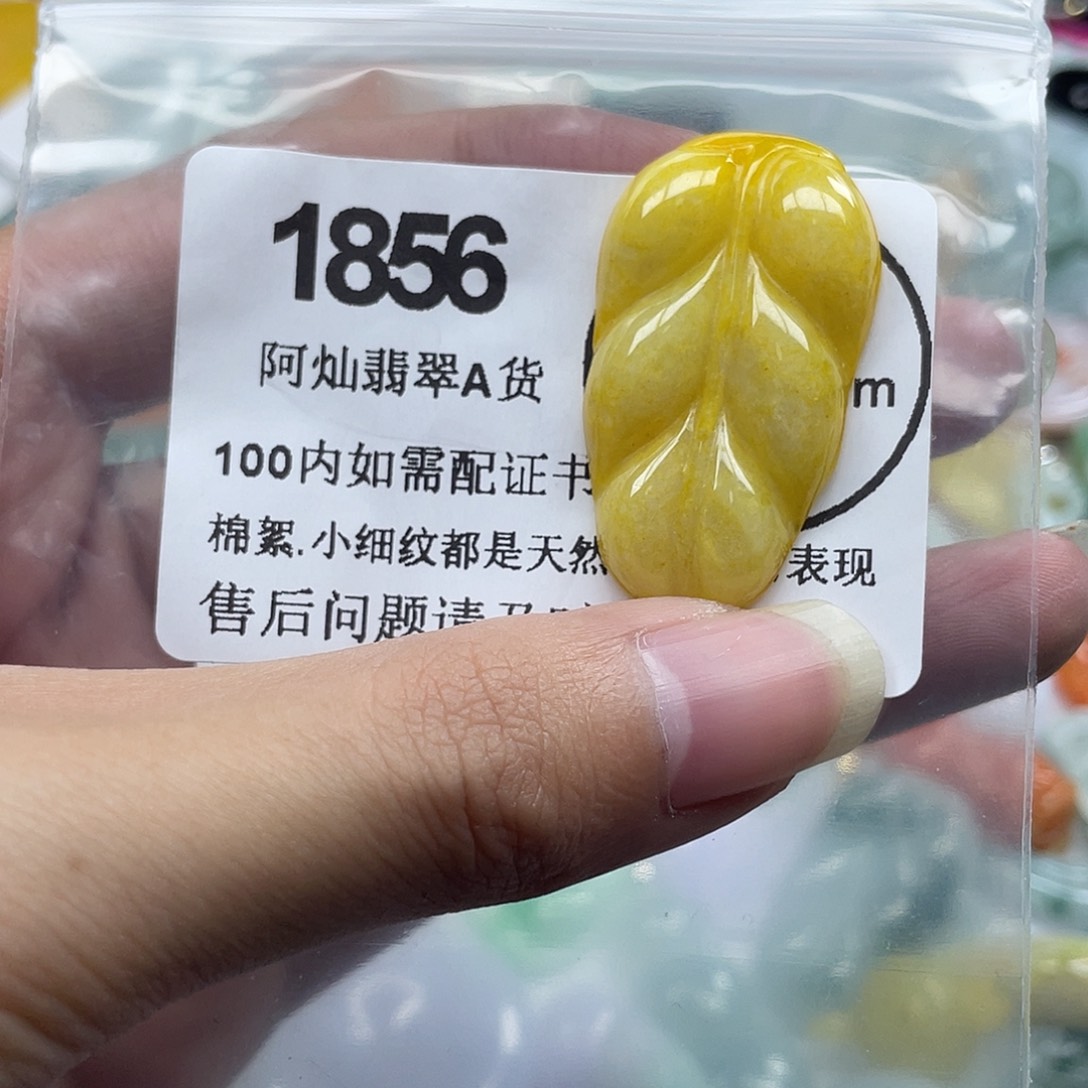 1856
阿灿翡翠A货
m
100内如需配证书
棉絮.小细纹都是天然
表现
售后问题请